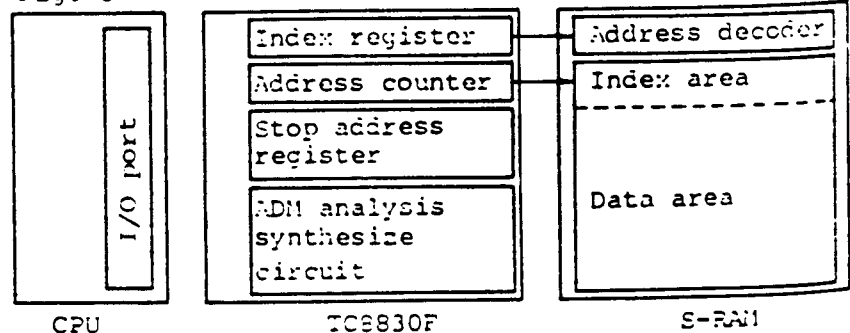 I/O port
CPU
Index register
Address counter
Stop address
register
ADM analysis
synthesize
circuit
TC8830F
Address decoder
Index area
Data area
S-RAM